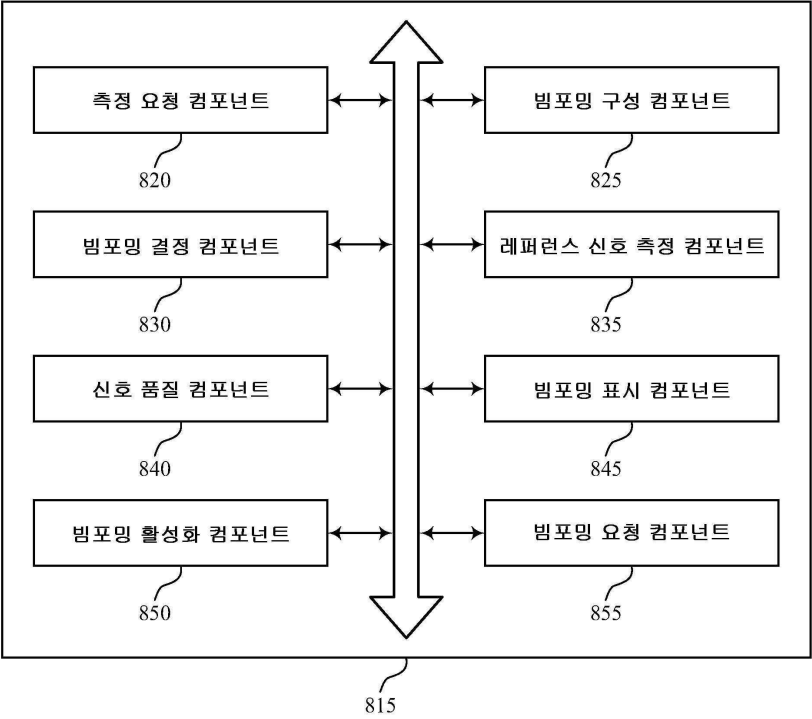 측정 요청 컴포넌트
820
빔포밍 구성 컴포넌트
825
빔포밍 결정 컴포넌트
830
레퍼런스 신호 측정 컴포넌트
835
신호 품질 컴포넌트
840
빔포밍 표시 컴포넌트
845
빔포밍 활성화 컴포넌트
850
빔포밍 요청 컴포넌트
855
815